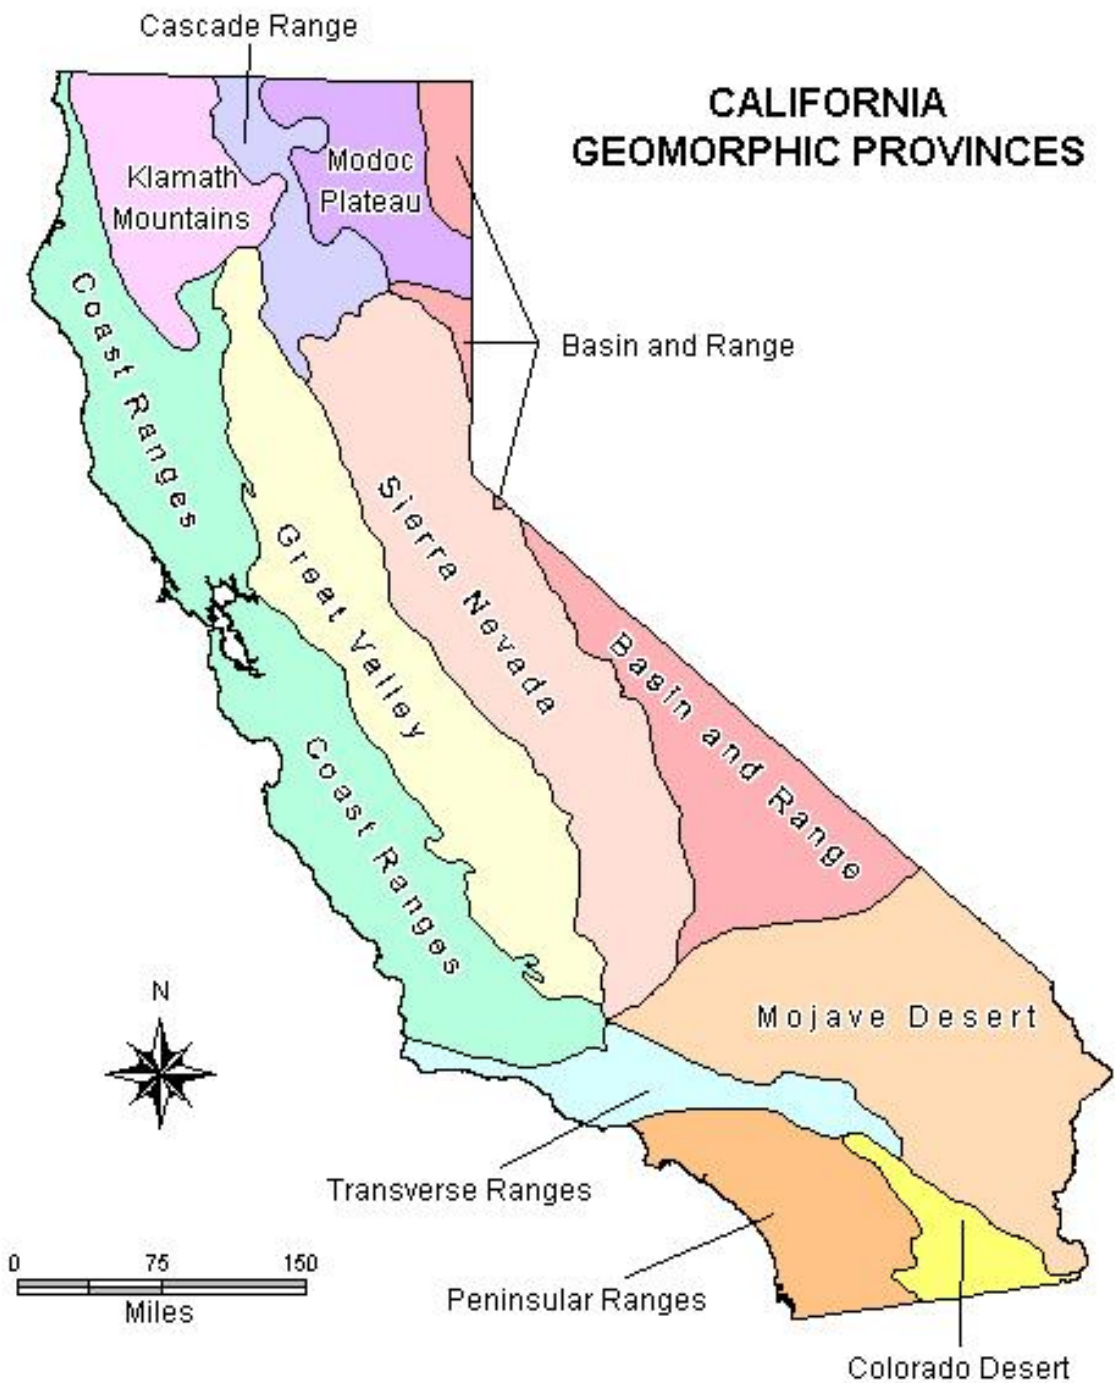 Cascade Range
CALIFORNIA
GEOMORPHIC PROVINCES
Klamath
Mountains
Modoc
Plateau
Coast Ranges
Basin and Range
Sierra Nevada
Great Valley
Basin and Range
Coast Ranges
N
Mojave Desert
Transverse Ranges
0 75 150
Miles
Peninsular Ranges
Colorado Desert